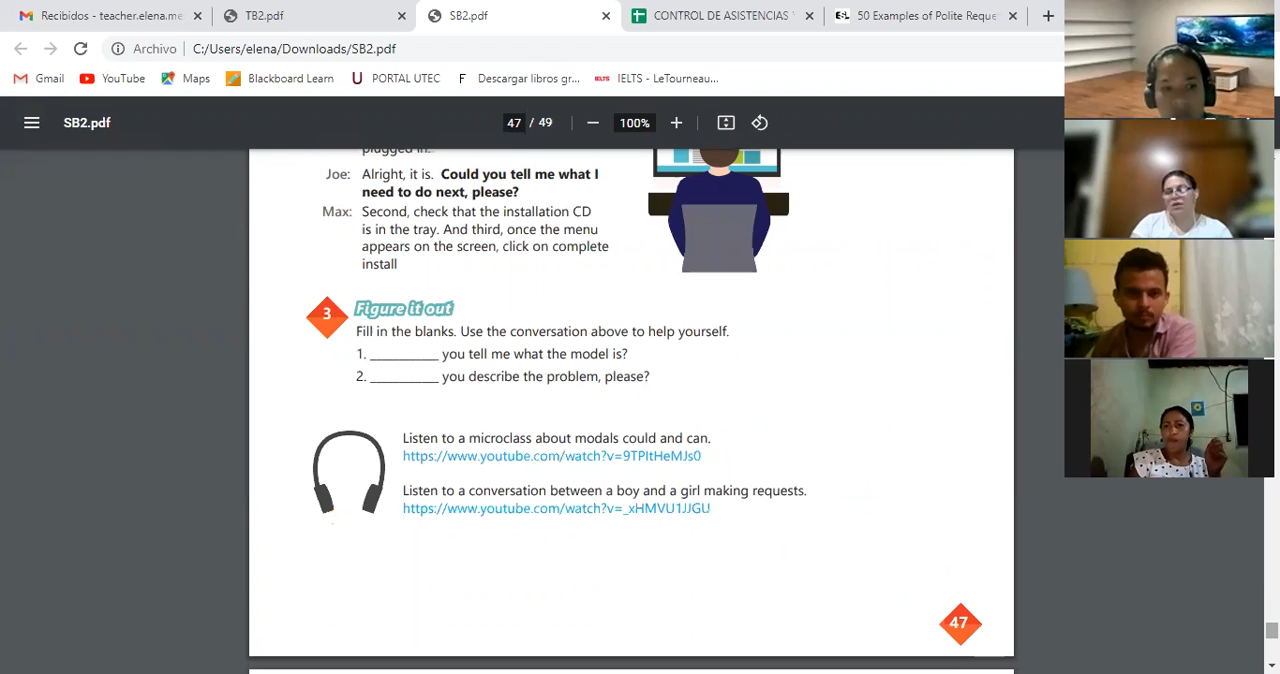 Recibidos - teacher.elena.me
TB2.pdf
SB2.pdf
CONTROL DE ASISTENCIAS
50 Examples of Polite Reque
Archivo
C:/Users/elena/Downloads/SB2.pdf
Gmail
YouTube
Maps
Blackboard Learn
PORTAL UTEC
Descargar libros gr...
IELTS - LeTourneau...
SB2.pdf
47 / 49
100%
plugged in.
Joe: Alright, it is. Could you tell me what I
need to do next, please?
Max: Second, check that the installation CD
is in the tray. And third, once the menu
appears on the screen, click on complete
install
3
Figure it out
Fill in the blanks. Use the conversation above to help yourself.
1. __________ you tell me what the model is?
2. __________ you describe the problem, please?
Listen to a microclass about modals could and can.
https://www.youtube.com/watch?v=9TPItHeMJs0
Listen to a conversation between a boy and a girl making requests.
https://www.youtube.com/watch?v=_xHMVU1JJGU
47